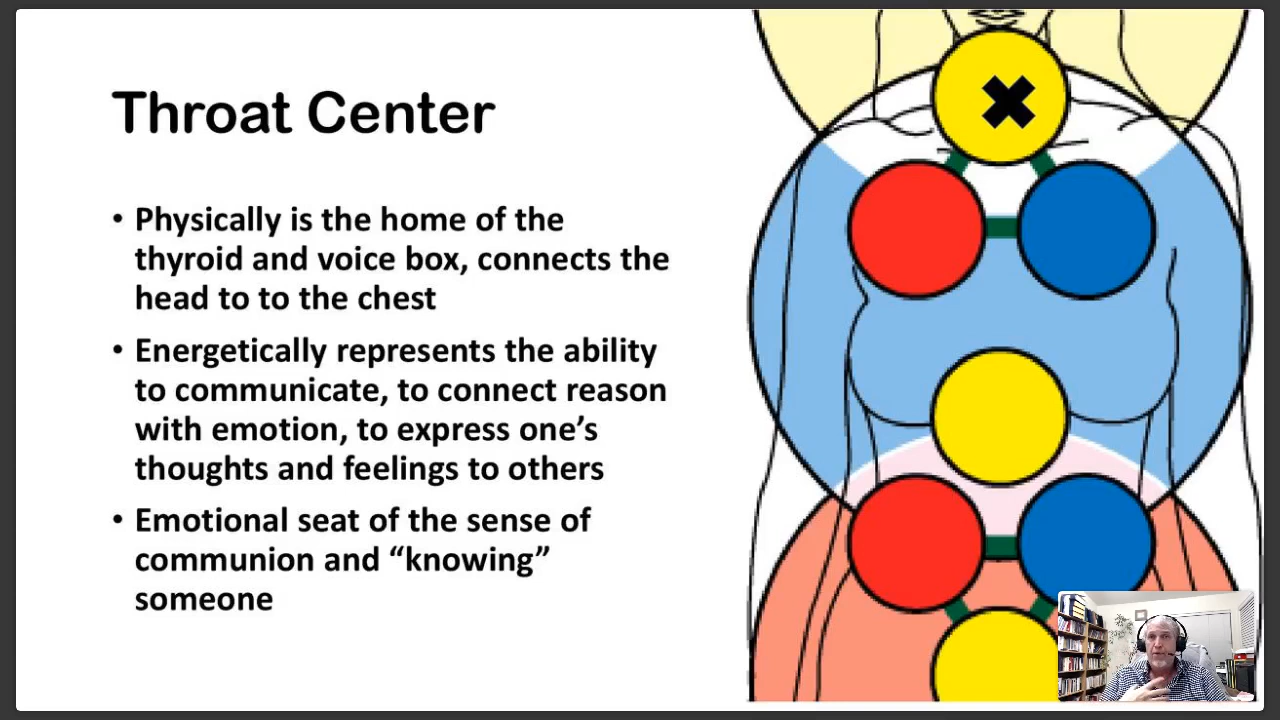 Throat Center
• Physically is the home of the
thyroid and voice box, connects the
head to to the chest
• Energetically represents the ability
to communicate, to connect reason
with emotion, to express one’s
thoughts and feelings to others
• Emotional seat of the sense of
communion and “knowing”
someone